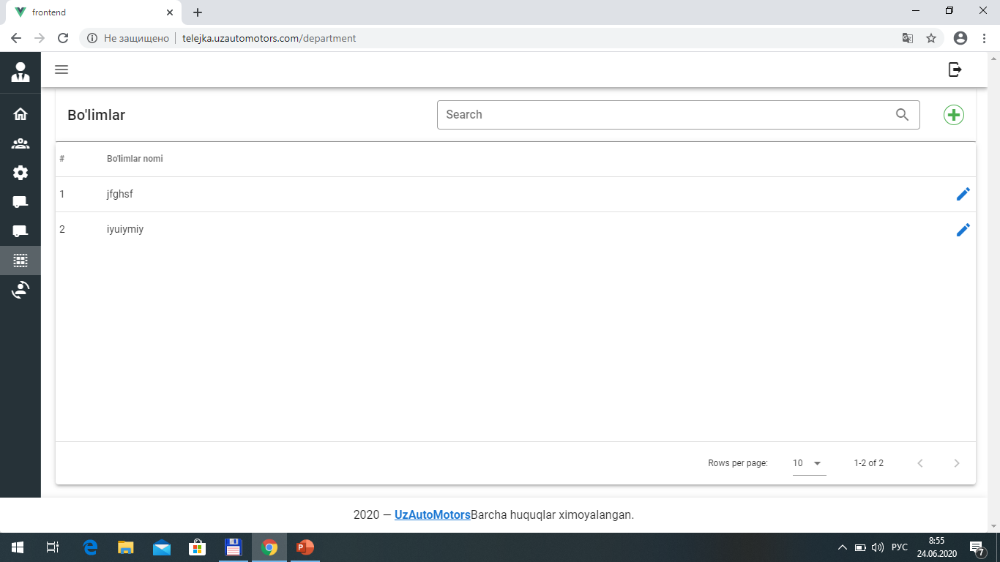 frontend
Не защищено
telejka.uzautomotors.com/department
Bo'limlar
Search
# Bo'limlar nomi
1 jfghsf
2 iyuiymiy
Rows per page: 10 1-2 of 2
2020 — UzAutoMotorsBarcha huquqlar ximoyalangan.
P
РУС
8:55
24.06.2020
7